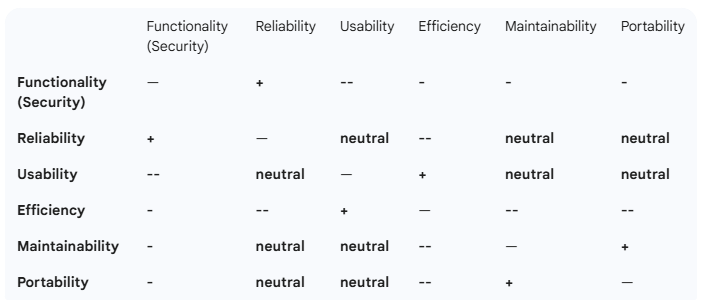 Functionality (Security) Reliability Usability Efficiency Maintainability Portability
Functionality (Security) — + -- - - -
Reliability + — neutral -- neutral neutral
Usability -- neutral — + neutral neutral
Efficiency - -- + — -- --
Maintainability - neutral neutral -- — +
Portability - neutral neutral -- + —